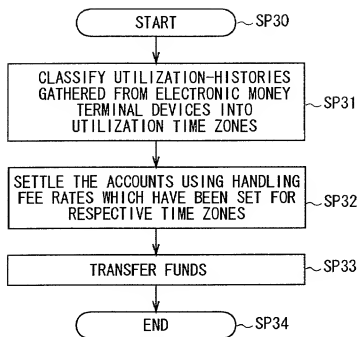 START
SP30
CLASSIFY UTILIZATION-HISTORIES
GATHERED FROM ELECTRONIC MONEY
TERMINAL DEVICES INTO
UTILIZATION TIME ZONES
SP31
SETTLE THE ACCOUNTS USING HANDLING
FEE RATES WHICH HAVE BEEN SET FOR
RESPECTIVE TIME ZONES
SP32
TRANSFER FUNDS
SP33
END
SP34